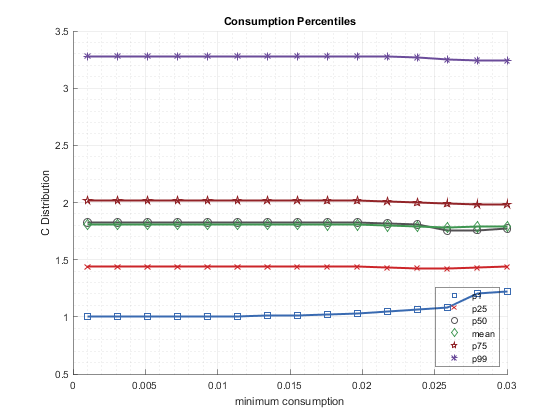 Consumption Percentiles
3.5
3
2.5
2
1.5
1
0.5
C Distribution
0
0.005
0.01
0.015
0.02
0.025
0.03
minimum consumption
p1
p25
p50
mean
p75
p99